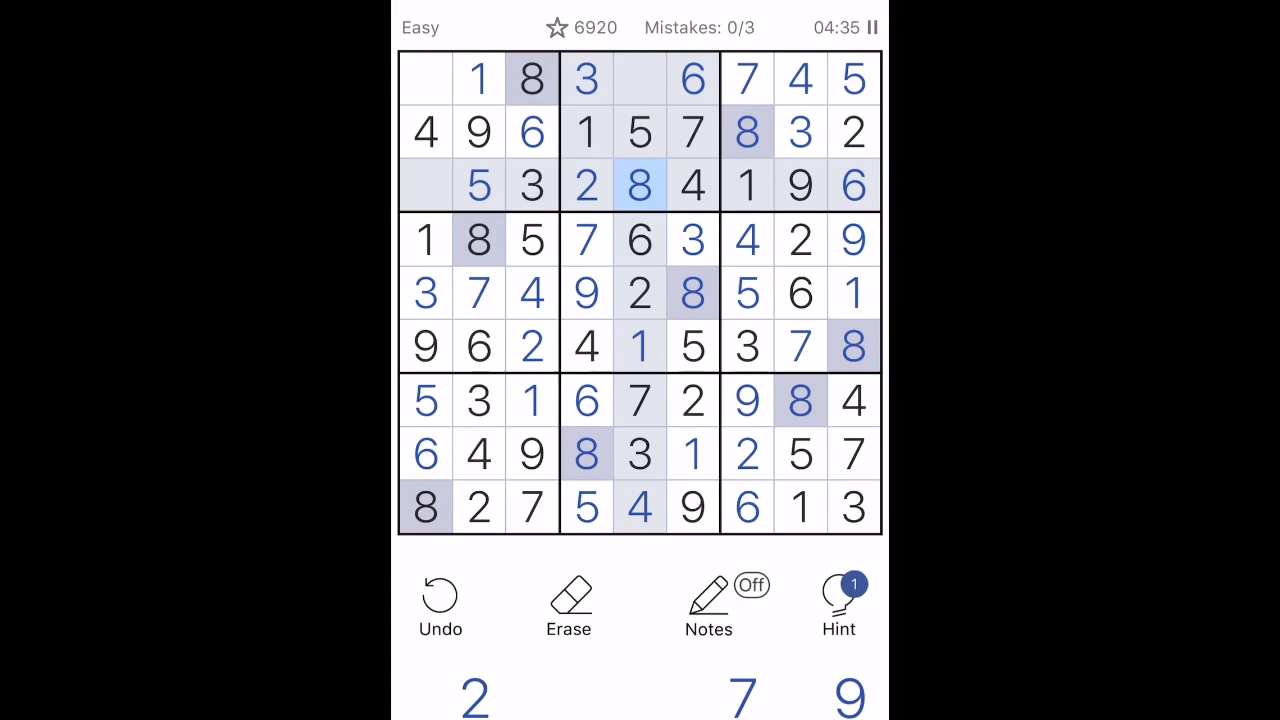 Easy 6920 Mistakes: 0/3 04:35
1 8 3 6 7 4 5
4 9 6 1 5 7 8 3 2
5 3 2 8 4 1 9 6
1 8 5 7 6 3 4 2 9
3 7 4 9 2 8 5 6 1
9 6 2 4 1 5 3 7 8
5 3 1 6 7 2 9 8 4
6 4 9 8 3 1 2 5 7
8 2 7 5 4 9 6 1 3
Off 1
Undo Erase Notes Hint
2 7 9